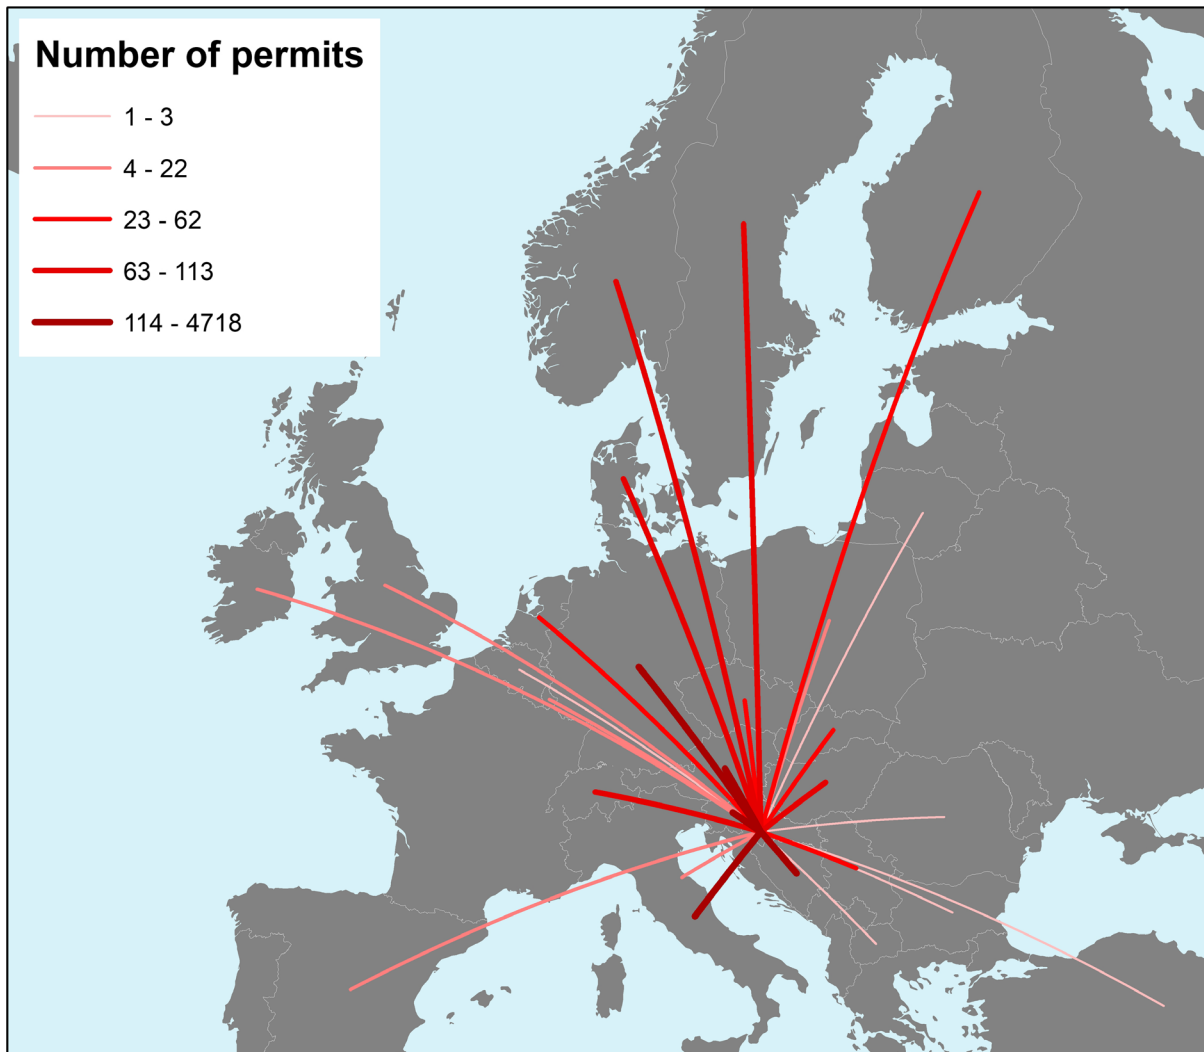 Number of permits
1 - 3
4 - 22
23 - 62
63 - 113
114 - 4718